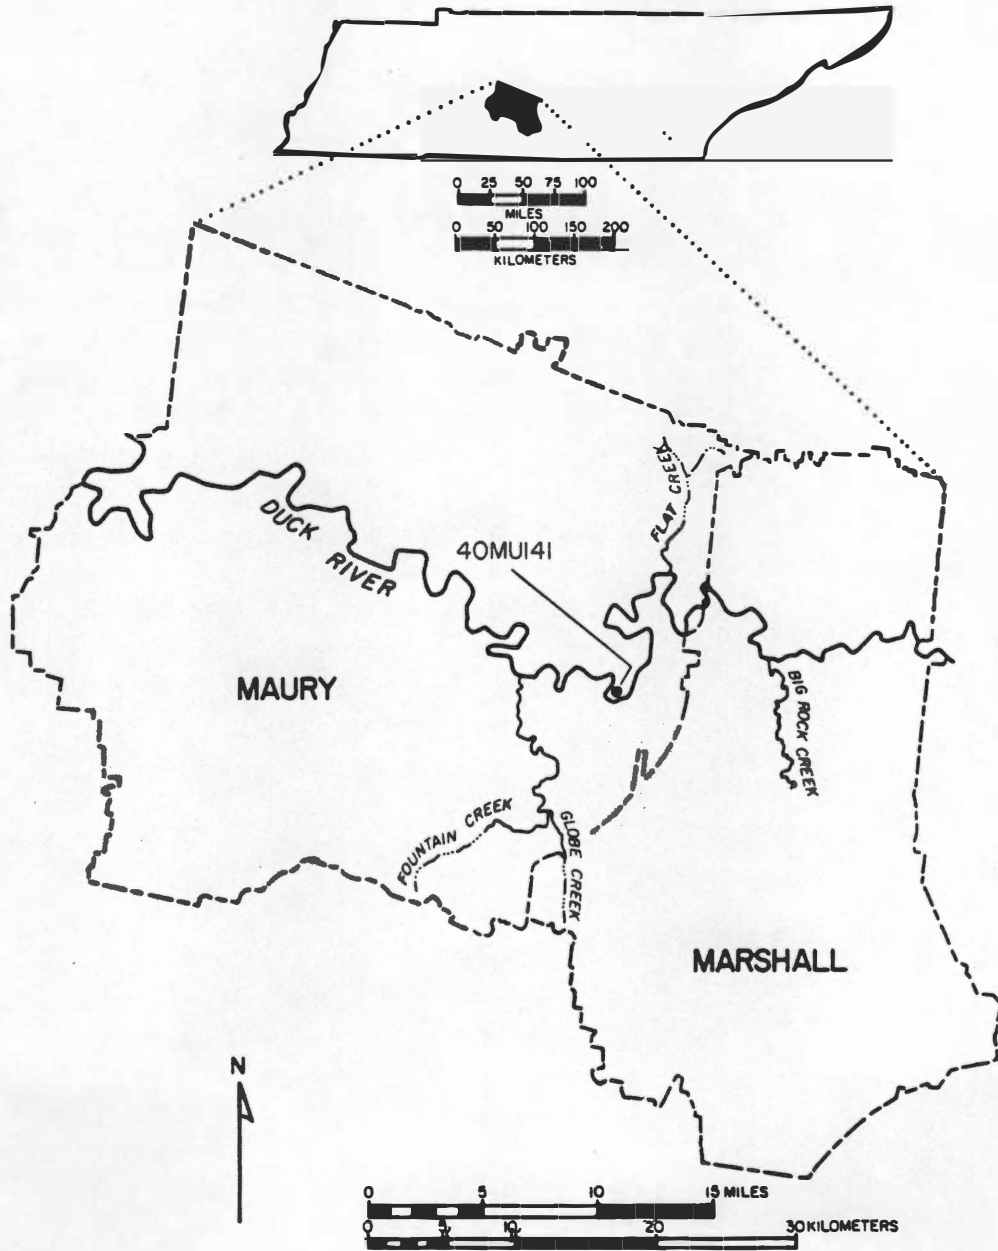 0 25 50 75 100
MILES
0 50 100 150 200
KILOMETERS
FLAT CREEK
DUCK RIVER
40MU141
MAURY
BIG ROCK CREEK
FOUNTAIN CREEK
GLOBE CREEK
MARSHALL
N
0 5 10 15 MILES
0 5 10 20 30 KILOMETERS